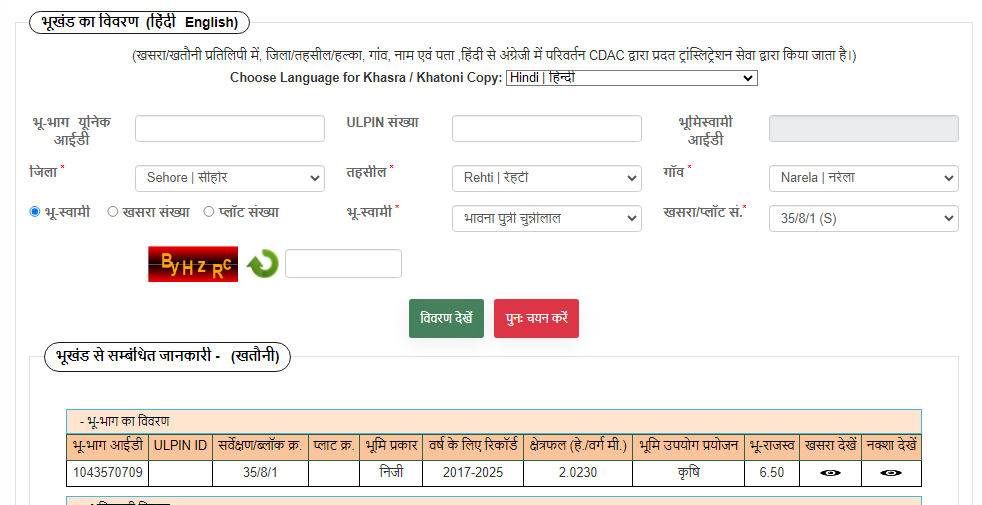 भूखंड का विवरण (हिंदी English)
(खसरा/खतौनी प्रतिलिपी में, जिला/तहसील/हल्का, गांव, नाम एवं पता ,हिंदी से अंग्रेजी में परिवर्तन CDAC द्वारा प्रदत ट्रांस्लिट्रेशन सेवा द्वारा किया जाता है।)
Choose Language for Khasra / Khatoni Copy: Hindi | हिन्दी
भू-भाग यूनिक आईडी ULPIN संख्या भूमिस्वामी आईडी
जिला * Sehore | सीहोर तहसील * Rehti | रेहटी गाँव * Narela | नरेला
भू-स्वामी खसरा संख्या प्लॉट संख्या भू-स्वामी * भावना पुत्री चुन्नीलाल खसरा/प्लॉट सं.* 35/8/1 (S)
ByHzRc
विवरण देखें पुनः चयन करें
भूखंड से सम्बंधित जानकारी - (खतौनी)
- भू-भाग का विवरण
भू-भाग आईडी ULPIN ID सर्वेक्षण/ब्लॉक क्र. प्लाट क्र. भूमि प्रकार वर्ष के लिए रिकॉर्ड क्षेत्रफल (हे./वर्ग मी.) भूमि उपयोग प्रयोजन भू-राजस्व खसरा देखें नक्शा देखें
1043570709 35/8/1 निजी 2017-2025 2.0230 कृषि 6.50